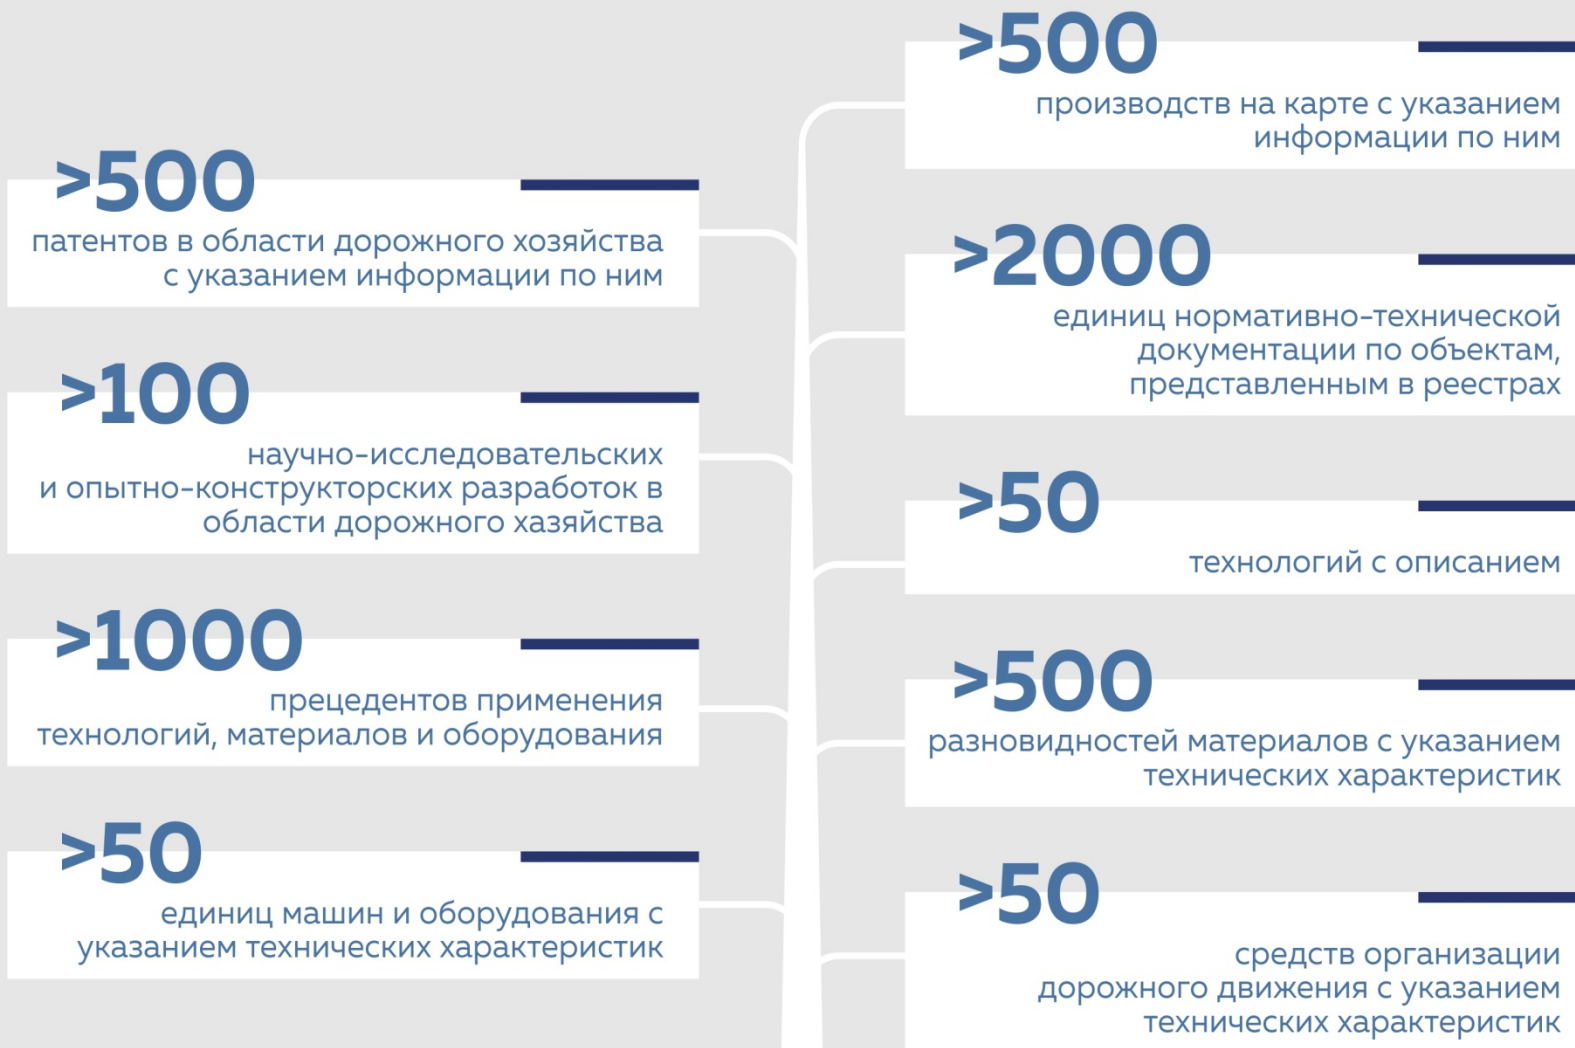 >500
патентов в области дорожного хозяйства
с указанием информации по ним
>100
научно-исследовательских
и опытно-конструкторских разработок в
области дорожного хазяйства
>1000
прецедентов применения
технологий, материалов и оборудования
>50
единиц машин и оборудования с
указанием технических характеристик
>500
производств на карте с указанием
информации по ним
>2000
единиц нормативно-технической
документации по объектам,
представленным в реестрах
>50
технологий с описанием
>500
разновидностей материалов с указанием
технических характеристик
>50
средств организации
дорожного движения с указанием
технических характеристик